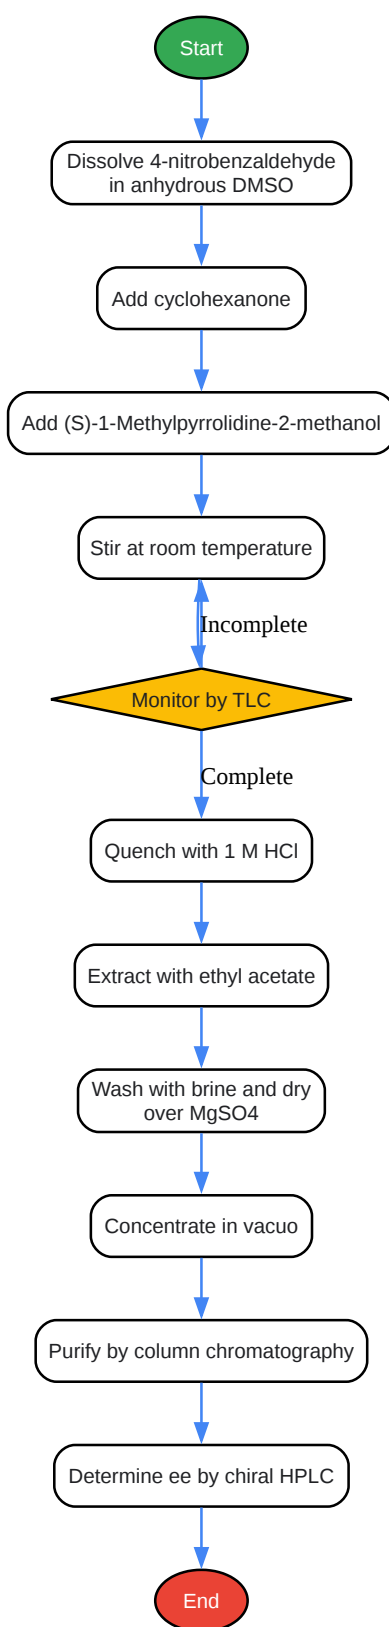 Start
Dissolve 4-nitrobenzaldehyde
in anhydrous DMSO
Add cyclohexanone
Add (S)-1-Methylpyrrolidine-2-methanol
Stir at room temperature
Incomplete
Monitor by TLC
Complete
Quench with 1 M HCl
Extract with ethyl acetate
Wash with brine and dry
over MgSO4
Concentrate in vacuo
Purify by column chromatography
Determine ee by chiral HPLC
End